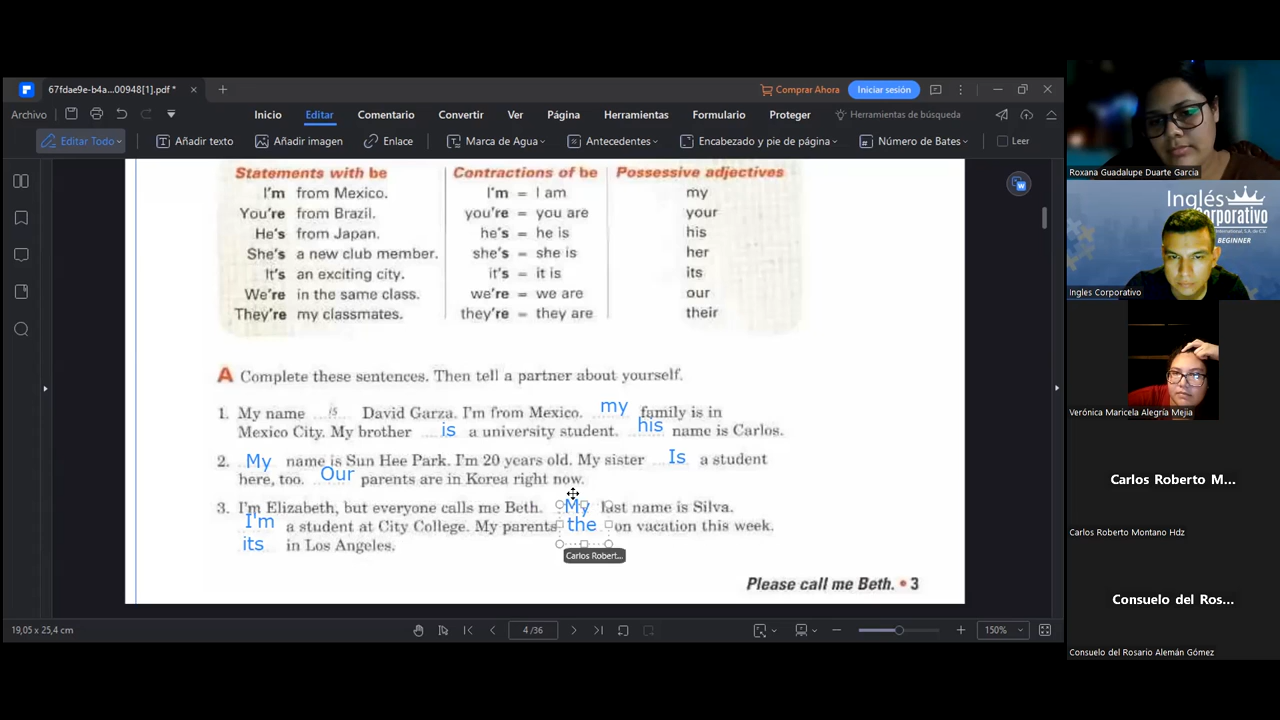 67fdae9e-b4a...00948[1].pdf *
Comprar Ahora
Iniciar sesión
Archivo
Inicio
Editar
Comentario
Convertir
Ver
Página
Herramientas
Formulario
Proteger
Herramientas de búsqueda
Editar Todo
Añadir texto
Añadir imagen
Enlace
Marca de Agua
Antecedentes
Encabezado y pie de página
Número de Bates
Leer
Statements with be Contractions of be Possessive adjectives
I'm from Mexico. I'm = I am my
You're from Brazil. you're = you are your
He's from Japan. he's = he is his
She's a new club member. she's = she is her
It's an exciting city. it's = it is its
We're in the same class. we're = we are our
They're my classmates. they're = they are their
A Complete these sentences. Then tell a partner about yourself.
1. My name is David Garza. I'm from Mexico. my family is in
Mexico City. My brother is a university student. his name is Carlos.
2. My name is Sun Hee Park. I'm 20 years old. My sister Is a student
here, too. Our parents are in Korea right now.
3. I'm Elizabeth, but everyone calls me Beth. My last name is Silva.
I'm a student at City College. My parents the on vacation this week.
its in Los Angeles.
Carlos Robert...
Please call me Beth. • 3
19,05 x 25,4 cm
4 /36
150%
Roxana Guadalupe Duarte Garcia
Inglés
Corporativo
International, S.A. de C.V.
BEGINNER
Ingles Corporativo
Verónica Maricela Alegría Mejia
Carlos Roberto M...
Carlos Roberto Montano Hdz
Consuelo del Ros...
Consuelo del Rosario Alemán Gómez